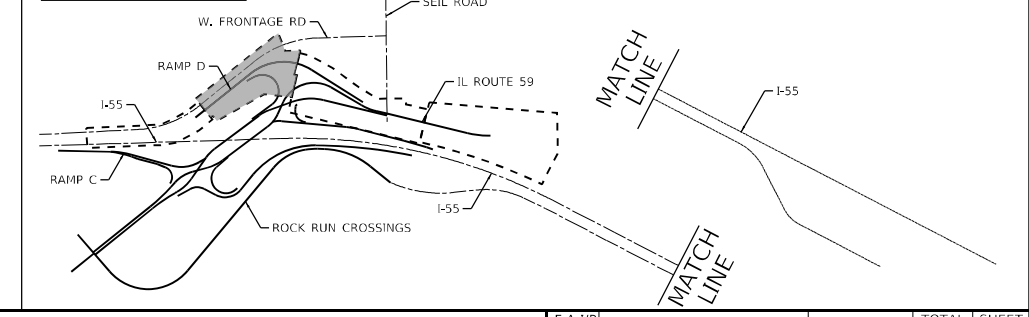 SEIL ROAD
W. FRONTAGE RD
RAMP D
IL ROUTE 59
I-55
RAMP C
ROCK RUN CROSSINGS
I-55
MATCH
LINE
MATCH
LINE
I-55
TOTAL SHEET